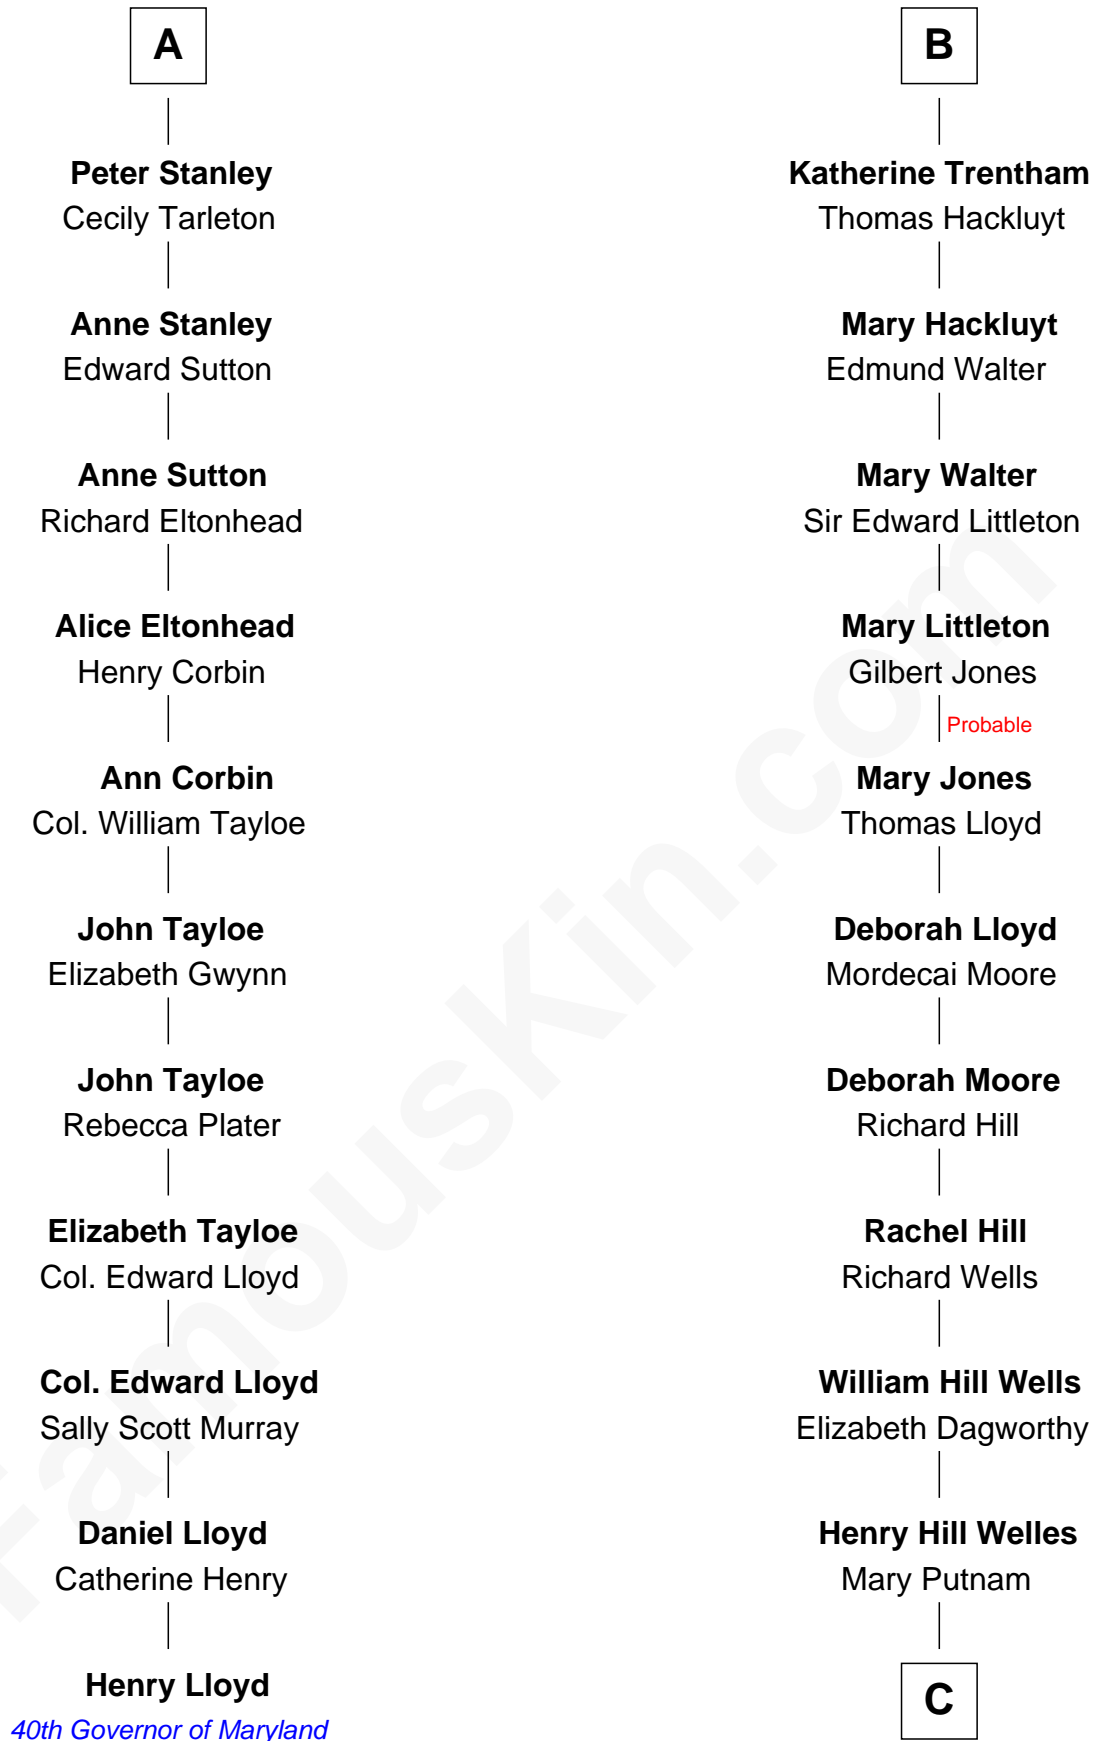 A
Peter Stanley
Cecily Tarleton
Anne Stanley
Edward Sutton
Anne Sutton
Richard Eltonhead
Alice Eltonhead
Henry Corbin
Ann Corbin
Col. William Tayloe
John Tayloe
Elizabeth Gwynn
John Tayloe
Rebecca Plater
Elizabeth Tayloe
Col. Edward Lloyd
Col. Edward Lloyd
Sally Scott Murray
Daniel Lloyd
Catherine Henry
Henry Lloyd
40th Governor of Maryland
B
Katherine Trentham
Thomas Hackluyt
Mary Hackluyt
Edmund Walter
Mary Walter
Sir Edward Littleton
Mary Littleton
Gilbert Jones
Probable
Mary Jones
Thomas Lloyd
Deborah Lloyd
Mordecai Moore
Deborah Moore
Richard Hill
Rachel Hill
Richard Wells
William Hill Wells
Elizabeth Dagworthy
Henry Hill Welles
Mary Putnam
C
FamousKin.com